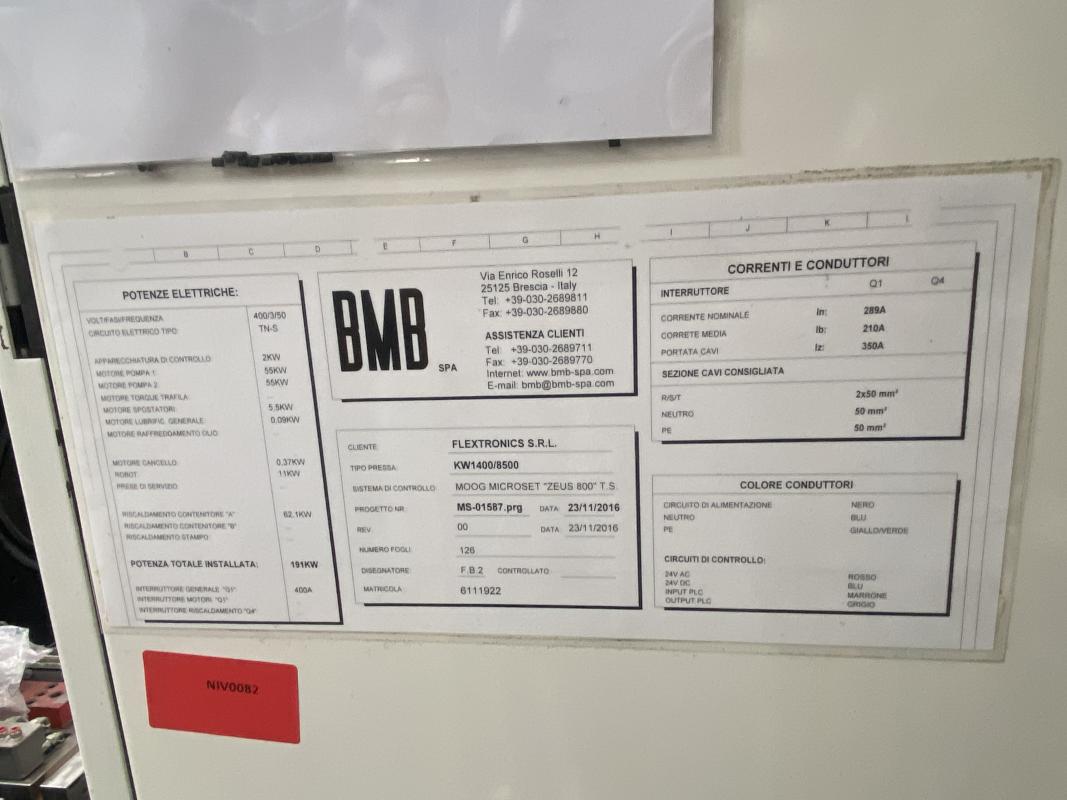 B C D E F G H I J K L
POTENZE ELETTRICHE:
VOLT/FASI/FREQUENZA 400/3/50
CIRCUITO ELETTRICO TIPO: TN-S
APPARECCHIATURA DI CONTROLLO: 2KW
MOTORE POMPA 1: 55KW
MOTORE POMPA 2: 55KW
MOTORE TORQUE TRAFILA: --
MOTORE SPOSTATORI: 5,5KW
MOTORE LUBRIFIC. GENERALE: 0,09KW
MOTORE RAFFREDDAMENTO OLIO: --
MOTORE CANCELLO: 0,37KW
ROBOT: 11KW
PRESE DI SERVIZIO: --
RISCALDAMENTO CONTENITORE "A" 62,1KW
RISCALDAMENTO CONTENITORE "B" --
RISCALDAMENTO STAMPO: --
POTENZA TOTALE INSTALLATA: 191KW
INTERRUTTORE GENERALE "Q1" 400A
INTERRUTTORE MOTORI "Q1" --
INTERRUTTORE RISCALDAMENTO "Q4" --
BMB SPA
Via Enrico Roselli 12
25125 Brescia - Italy
Tel: +39-030-2689811
Fax: +39-030-2689880
ASSISTENZA CLIENTI
Tel: +39-030-2689711
Fax: +39-030-2689770
Internet: www.bmb-spa.com
E-mail: bmb@bmb-spa.com
CLIENTE: FLEXTRONICS S.R.L.
TIPO PRESSA: KW1400/8500
SISTEMA DI CONTROLLO: MOOG MICROSET "ZEUS 800" T.S.
PROGETTO NR. MS-01587.prg DATA: 23/11/2016
REV. 00 DATA: 23/11/2016
NUMERO FOGLI: 126
DISEGNATORE: F.B.2 CONTROLLATO:
MATRICOLA: 6111922
CORRENTI E CONDUTTORI
INTERRUTTORE Q1 Q4
CORRENTE NOMINALE In: 289A
CORRETE MEDIA Ib: 210A
PORTATA CAVI Iz: 350A
SEZIONE CAVI CONSIGLIATA
R/S/T 2x50 mm²
NEUTRO 50 mm²
PE 50 mm²
COLORE CONDUTTORI
CIRCUITO DI ALIMENTAZIONE NERO
NEUTRO BLU
PE GIALLO/VERDE
CIRCUITI DI CONTROLLO:
24V AC ROSSO
24V DC BLU
INPUT PLC MARRONE
OUTPUT PLC GRIGIO
NIV0082